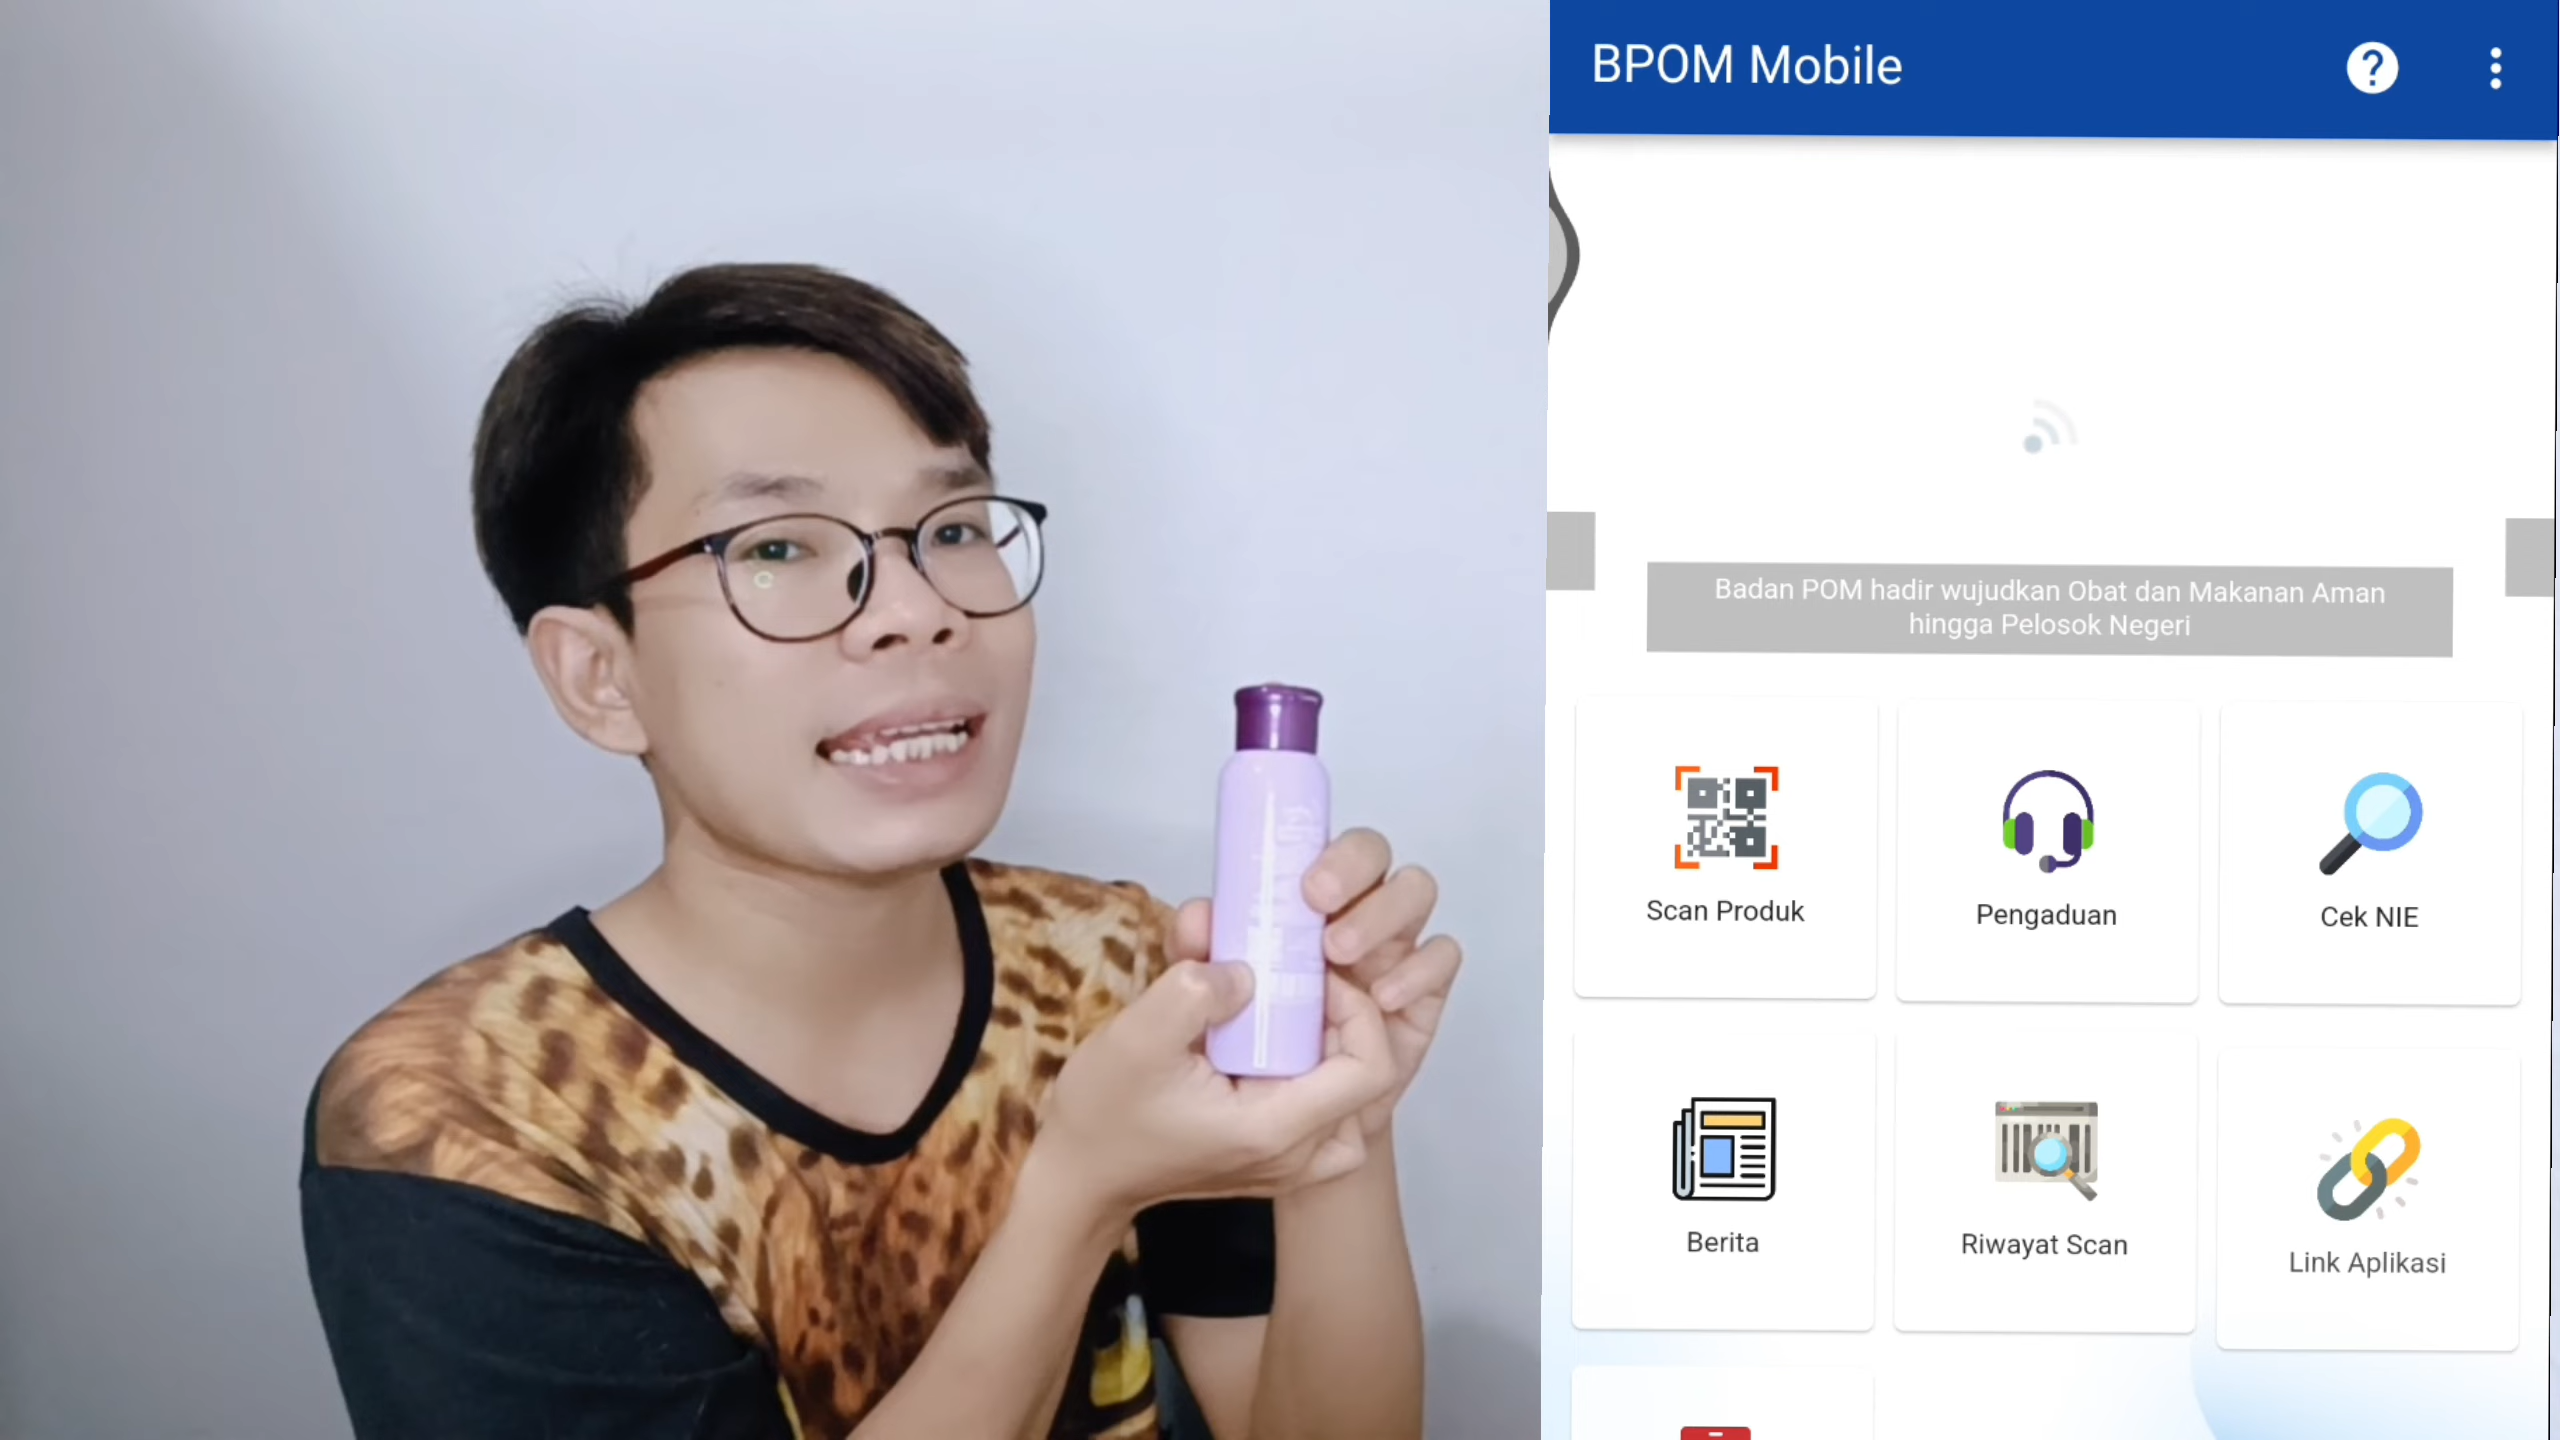 BPOM Mobile
Badan POM hadir wujudkan Obat dan Makanan Aman
hingga Pelosok Negeri
Scan Produk
Pengaduan
Cek NIE
Berita
Riwayat Scan
Link Aplikasi